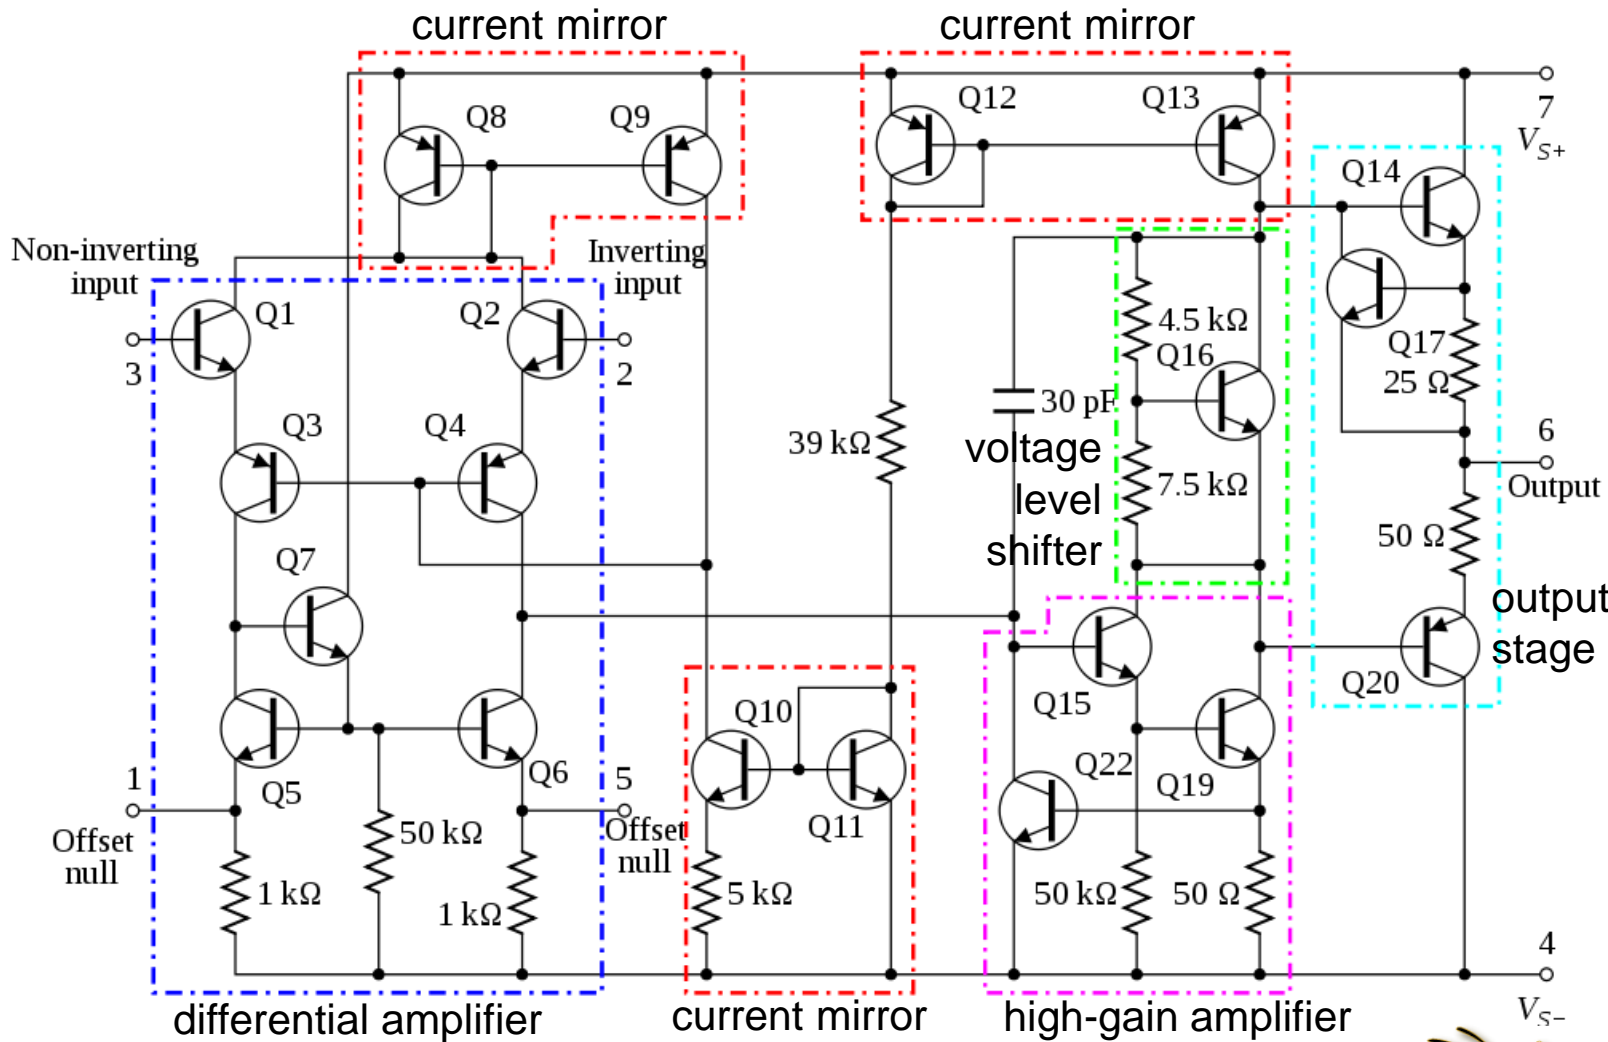 current mirror
current mirror
Q8
Q9
Q12
Q13
7
V_S+
Q14
Non-inverting
input
Inverting
input
Q1
Q2
3
2
4.5 kΩ
Q16
Q17
25 Ω
30 pF
Q3
Q4
39 kΩ
voltage
level
shifter
7.5 kΩ
6
Output
50 Ω
Q7
output
stage
Q10
Q15
Q20
1
Q5
Q6
5
Q22
Q19
Offset
null
50 kΩ
Offset
null
Q11
1 kΩ
1 kΩ
5 kΩ
50 kΩ
50 Ω
4
V_S−
differential amplifier
current mirror
high-gain amplifier